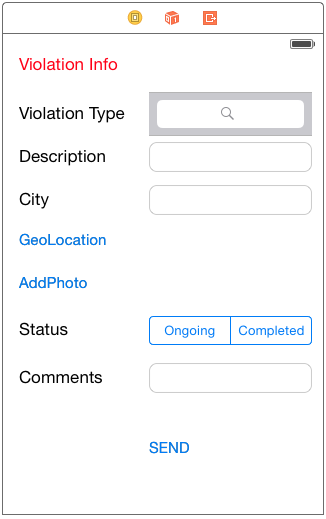 Violation Info
Violation Type
Description
City
GeoLocation
AddPhoto
Status Ongoing Completed
Comments
SEND